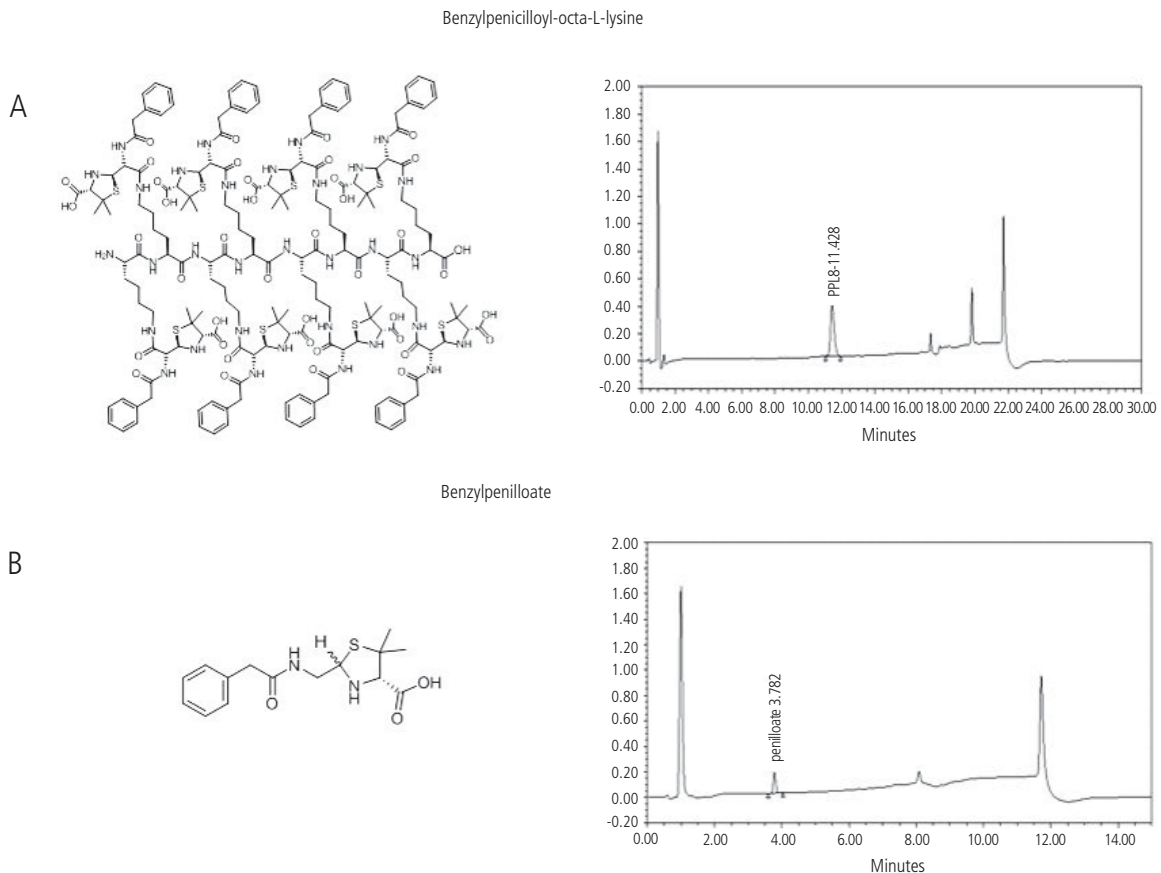 Benzylpenicilloyl-octa-L-lysine
A
2.00
1.80
1.60
1.40
1.20
1.00
0.80
0.60
0.40
0.20
0.00
-0.20
PPL8-11.428
0.00 2.00 4.00 6.00 8.00 10.00 12.00 14.00 16.00 18.00 20.00 22.00 24.00 26.00 28.00 30.00
Minutes
Benzylpenilloate
B
H
S
H
N
O
NH
OH
O
2.00
1.80
1.60
1.40
1.20
1.00
0.80
0.60
0.40
0.20
0.00
-0.20
penilloate 3.782
0.00 2.00 4.00 6.00 8.00 10.00 12.00 14.00
Minutes